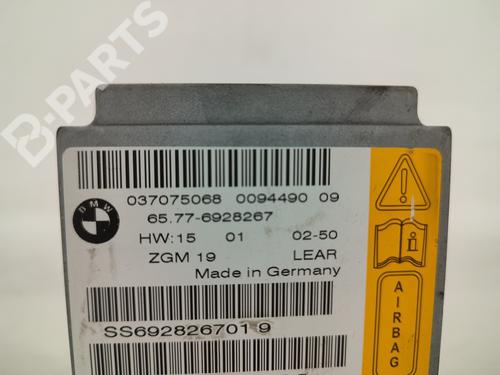 B-PARTS
BMW
037075068 0094490 09
65.77-6928267
HW:15 01 02-50
ZGM 19 LEAR
Made in Germany
SS692826701 9
AIRBAG